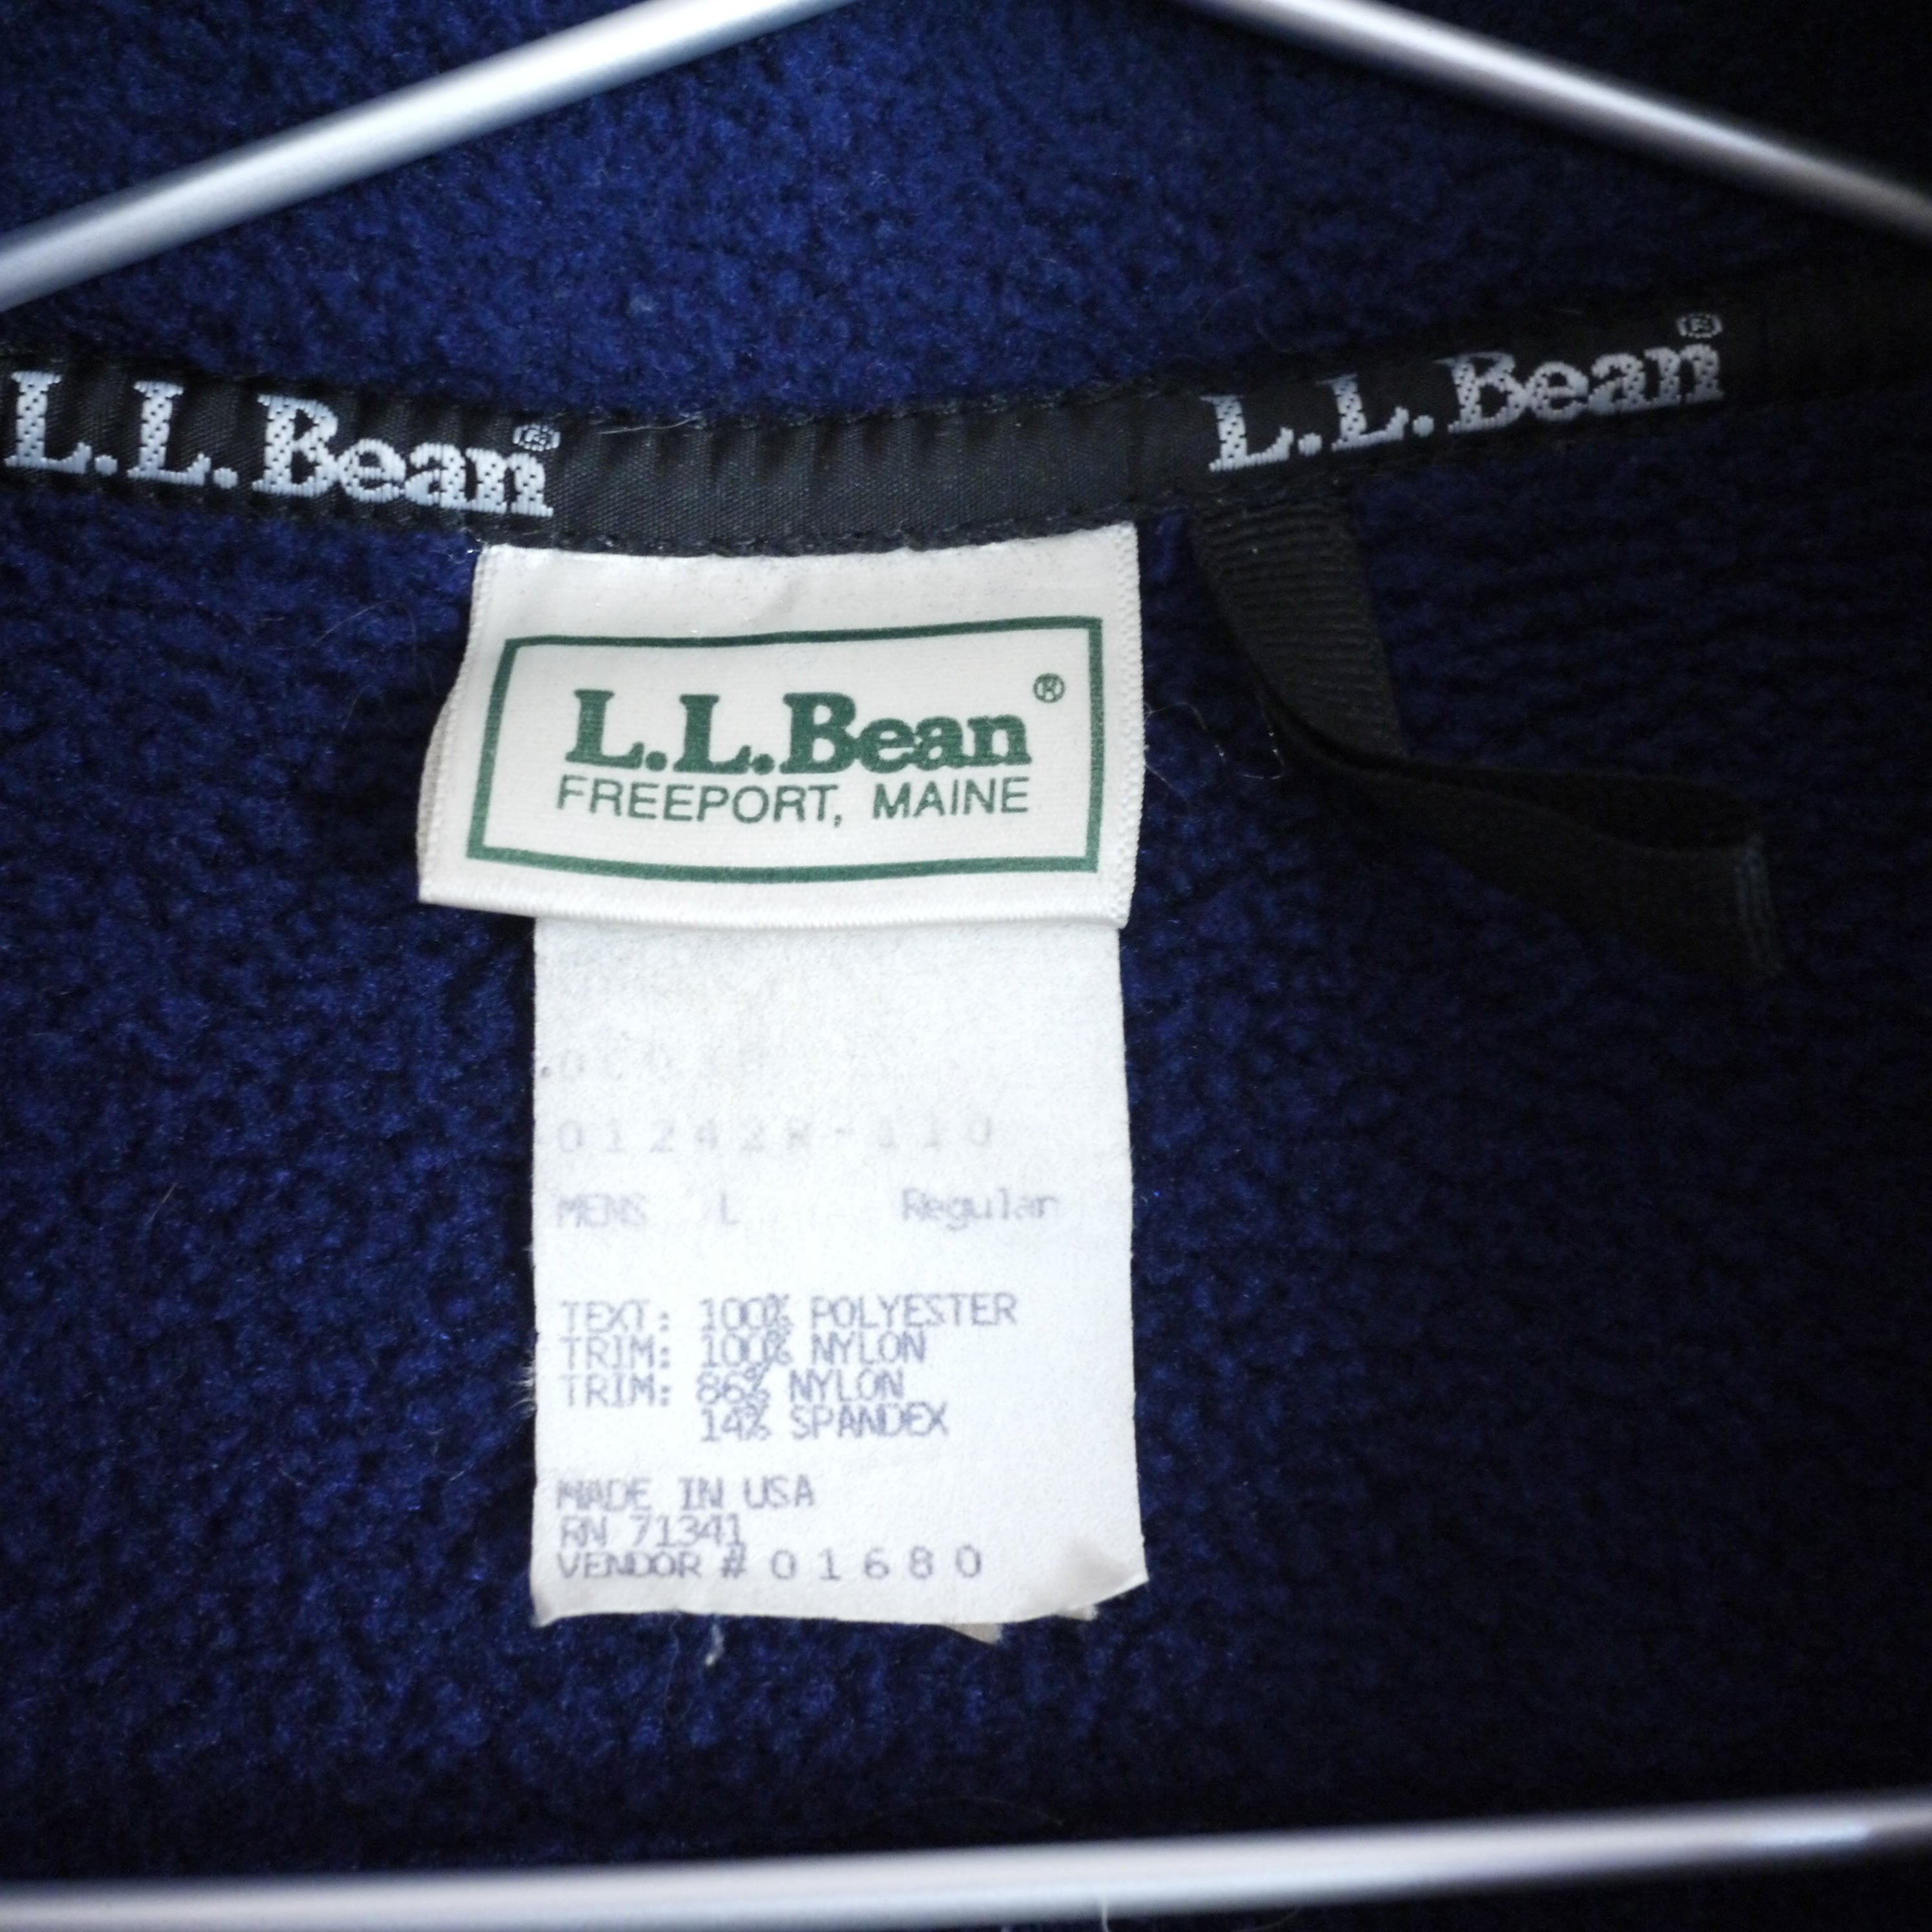 L.L.Bean®
L.L.Bean®
L.L.Bean®
FREEPORT, MAINE
MENS L Regular
TEXT: 100% POLYESTER
TRIM: 100% NYLON
TRIM: 86% NYLON
14% SPANDEX
MADE IN USA
RN 71341
VENDOR # 01680